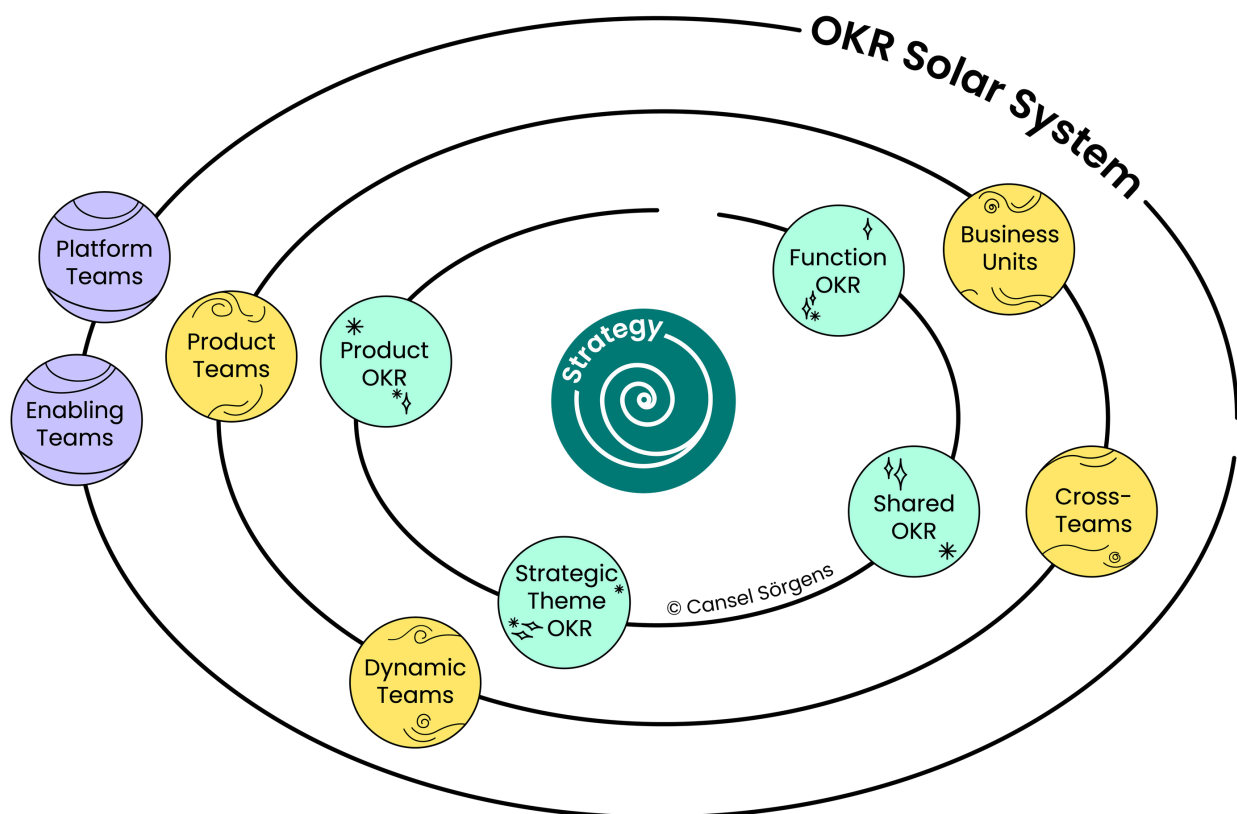 OKR Solar System
Platform
Teams
Enabling
Teams
Product
Teams
Product
OKR
Strategy
Function
OKR
Business
Units
Shared
OKR
Cross-
Teams
Strategic
Theme
OKR
© Cansel Sörgens
Dynamic
Teams